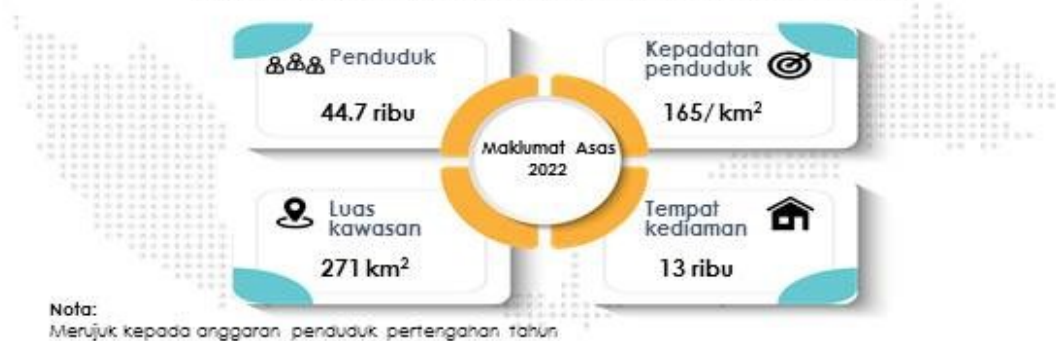 Penduduk
44.7 ribu
Kepadatan
penduduk
165/ km²
Maklumat Asas
2022
Luas
kawasan
271 km²
Tempat
kediaman
13 ribu
Nota:
Merujuk kepada anggaran penduduk pertengahan tahun